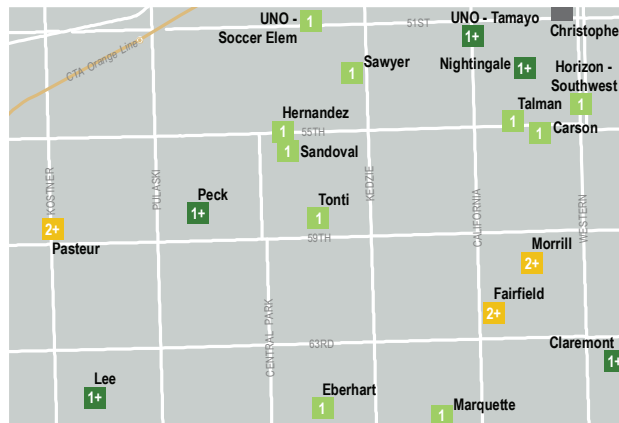 UNO -
Soccer Elem
1
51ST
UNO - Tamayo
1+
Christophe
CTA Orange Line
Sawyer
1
Nightingale
1+
Horizon -
Southwest
1
Hernandez
1
55TH
Talman
1
Carson
1
Sandoval
1
KOSTNER
PULASKI
KEDZIE
CALIFORNIA
WESTERN
Peck
1+
Tonti
1
2+
Pasteur
59TH
Morrill
2+
Fairfield
2+
CENTRAL PARK
63RD
Claremont
1+
Lee
1+
Eberhart
1
Marquette
1